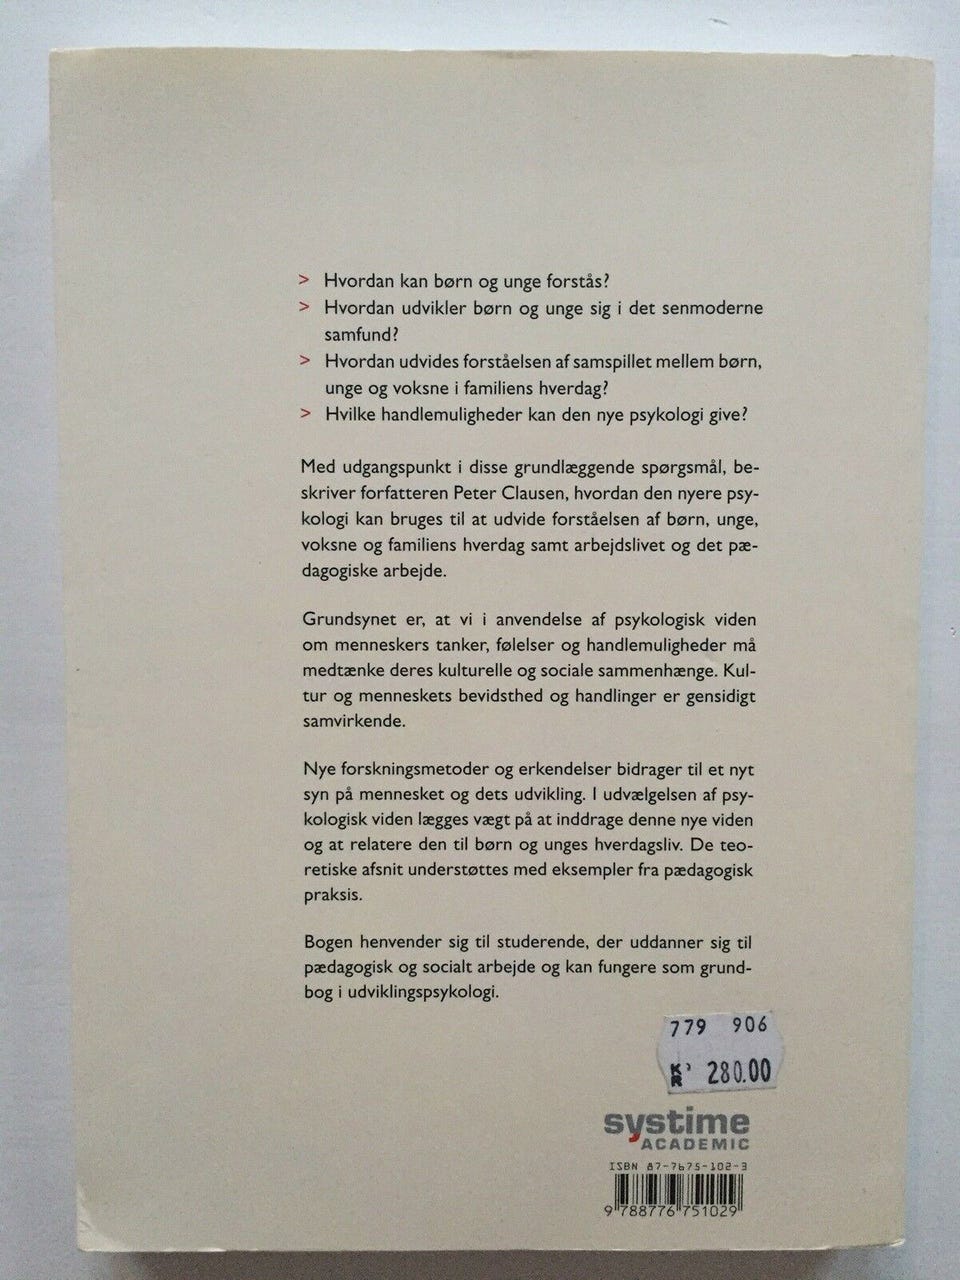 > Hvordan kan børn og unge forstås?
> Hvordan udvikler børn og unge sig i det senmoderne
samfund?
> Hvordan udvides forståelsen af samspillet mellem børn,
unge og voksne i familiens hverdag?
> Hvilke handlemuligheder kan den nye psykologi give?
Med udgangspunkt i disse grundlæggende spørgsmål, be-
skriver forfatteren Peter Clausen, hvordan den nyere psy-
kologi kan bruges til at udvide forståelsen af børn, unge,
voksne og familiens hverdag samt arbejdslivet og det pæ-
dagogiske arbejde.
Grundsynet er, at vi i anvendelse af psykologisk viden
om menneskers tanker, følelser og handlemuligheder må
medtænke deres kulturelle og sociale sammenhænge. Kul-
tur og menneskets bevidsthed og handlinger er gensidigt
samvirkende.
Nye forskningsmetoder og erkendelser bidrager til et nyt
syn på mennesket og dets udvikling. I udvælgelsen af psy-
kologisk viden lægges vægt på at inddrage denne nye viden
og at relatere den til børn og unges hverdagsliv. De teo-
retiske afsnit understøttes med eksempler fra pædagogisk
praksis.
Bogen henvender sig til studerende, der uddanner sig til
pædagogisk og socialt arbejde og kan fungere som grund-
bog i udviklingspsykologi.
779 906
KR 280.00
systime
ACADEMIC
ISBN 87-7675-102-3
9 788776 751029